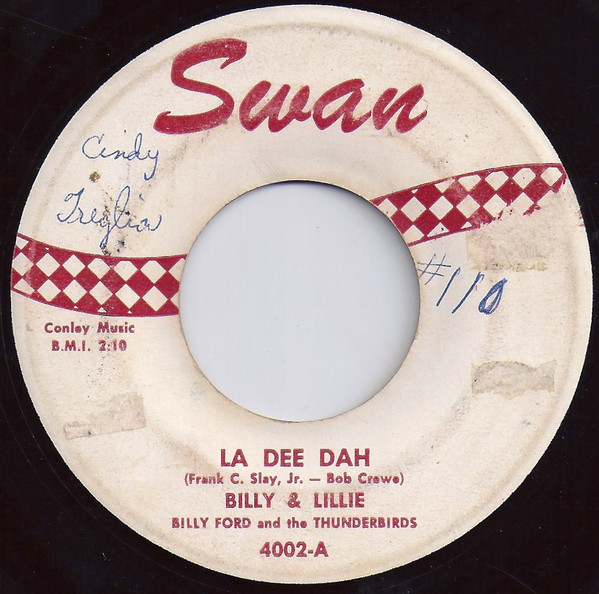 Swan
Cindy
Treglia
#110
Conley Music
B.M.I. 2:10
LA DEE DAH
(Frank C. Slay, Jr. — Bob Crewe)
BILLY & LILLIE
BILLY FORD and the THUNDERBIRDS
4002-A